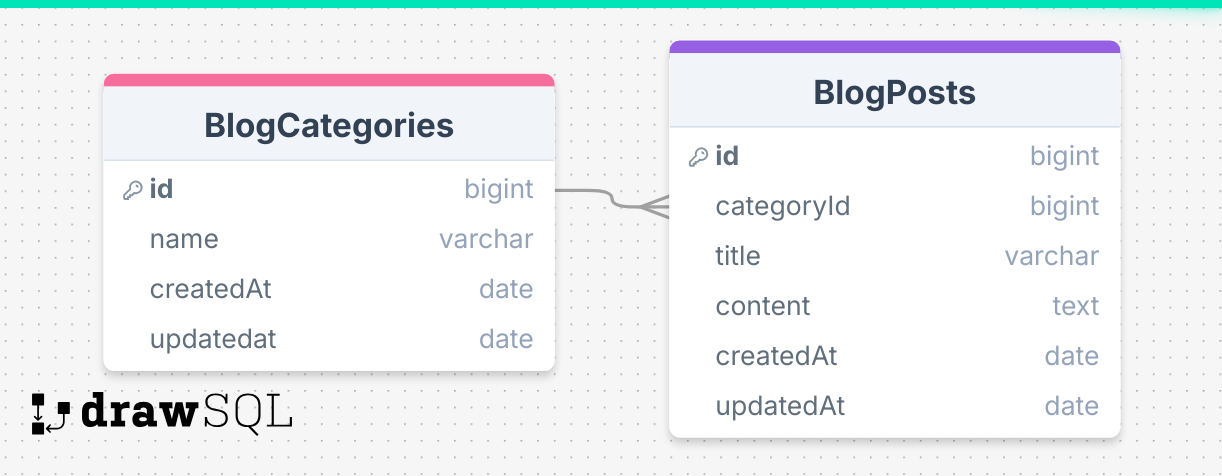 BlogCategories
id bigint
name varchar
createdAt date
updatedat date
BlogPosts
id bigint
categoryId bigint
title varchar
content text
createdAt date
updatedAt date
drawSQL